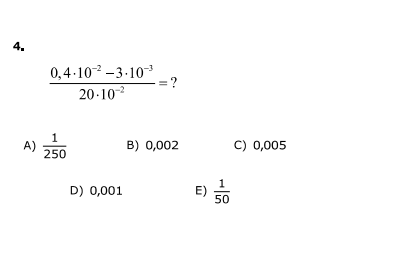 4.
0,4·10⁻² − 3·10⁻³
20·10⁻²
= ?
A) 1/250 B) 0,002 C) 0,005
D) 0,001 E) 1/50